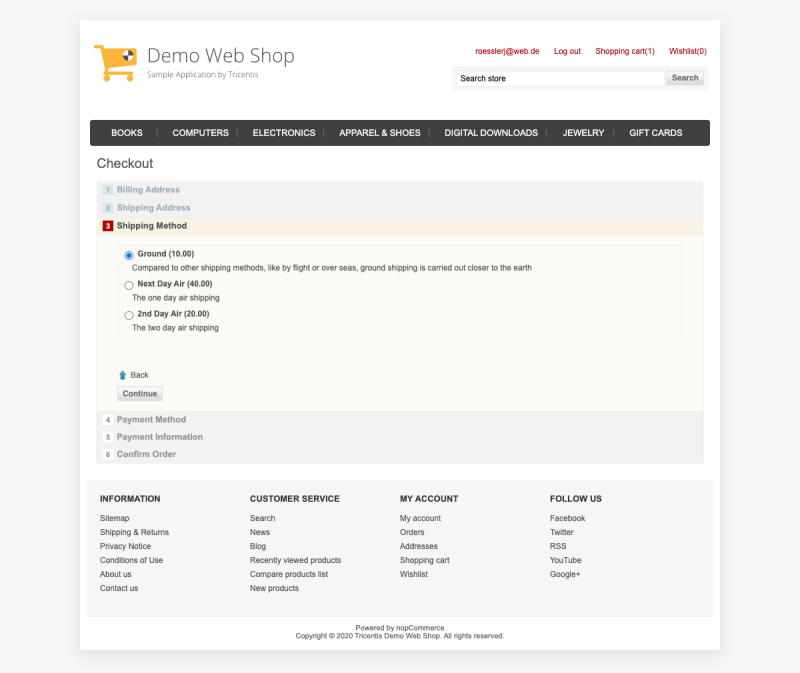 Demo Web Shop
Sample Application by Tricentis
roesslerj@web.de Log out Shopping cart(1) Wishlist(0)
Search store Search
BOOKS | COMPUTERS | ELECTRONICS | APPAREL & SHOES | DIGITAL DOWNLOADS | JEWELRY | GIFT CARDS
Checkout
1 Billing Address
2 Shipping Address
3 Shipping Method
Ground (10.00)
Compared to other shipping methods, like by flight or over seas, ground shipping is carried out closer to the earth
Next Day Air (40.00)
The one day air shipping
2nd Day Air (20.00)
The two day air shipping
Back
Continue
4 Payment Method
5 Payment Information
6 Confirm Order
INFORMATION
Sitemap
Shipping & Returns
Privacy Notice
Conditions of Use
About us
Contact us
CUSTOMER SERVICE
Search
News
Blog
Recently viewed products
Compare products list
New products
MY ACCOUNT
My account
Orders
Addresses
Shopping cart
Wishlist
FOLLOW US
Facebook
Twitter
RSS
YouTube
Google+
Powered by nopCommerce
Copyright © 2020 Tricentis Demo Web Shop. All rights reserved.